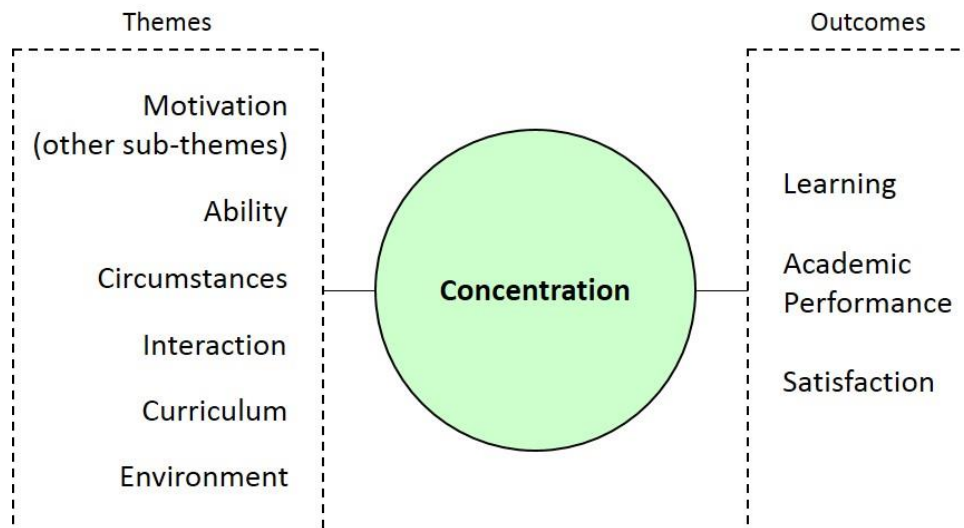 Themes
Motivation
(other sub-themes)
Ability
Circumstances
Interaction
Curriculum
Environment
Concentration
Outcomes
Learning
Academic
Performance
Satisfaction